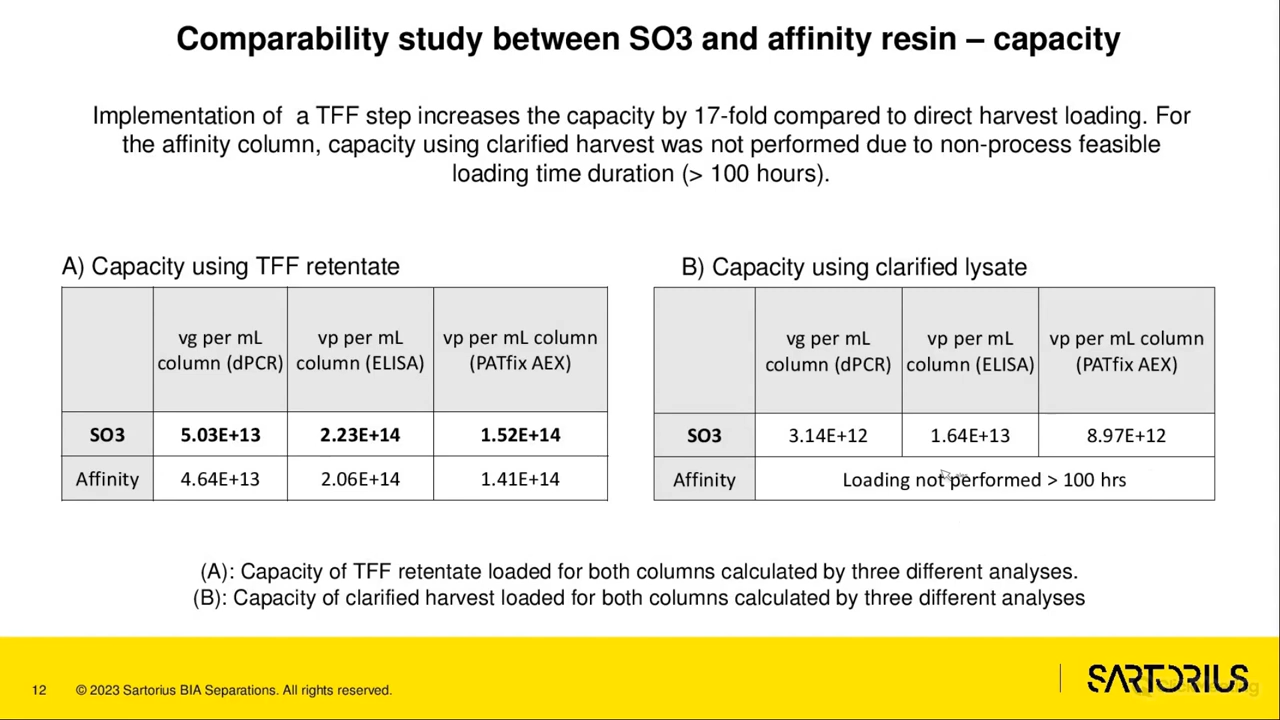 Comparability study between SO3 and affinity resin – capacity
Implementation of a TFF step increases the capacity by 17-fold compared to direct harvest loading. For
the affinity column, capacity using clarified harvest was not performed due to non-process feasible
loading time duration (> 100 hours).
A) Capacity using TFF retentate
vg per mL column (dPCR) vp per mL column (ELISA) vp per mL column (PATfix AEX)
SO3 5.03E+13 2.23E+14 1.52E+14
Affinity 4.64E+13 2.06E+14 1.41E+14
B) Capacity using clarified lysate
vg per mL column (dPCR) vp per mL column (ELISA) vp per mL column (PATfix AEX)
SO3 3.14E+12 1.64E+13 8.97E+12
Affinity Loading not performed > 100 hrs
(A): Capacity of TFF retentate loaded for both columns calculated by three different analyses.
(B): Capacity of clarified harvest loaded for both columns calculated by three different analyses
12 © 2023 Sartorius BIA Separations. All rights reserved.
SARTORIUS